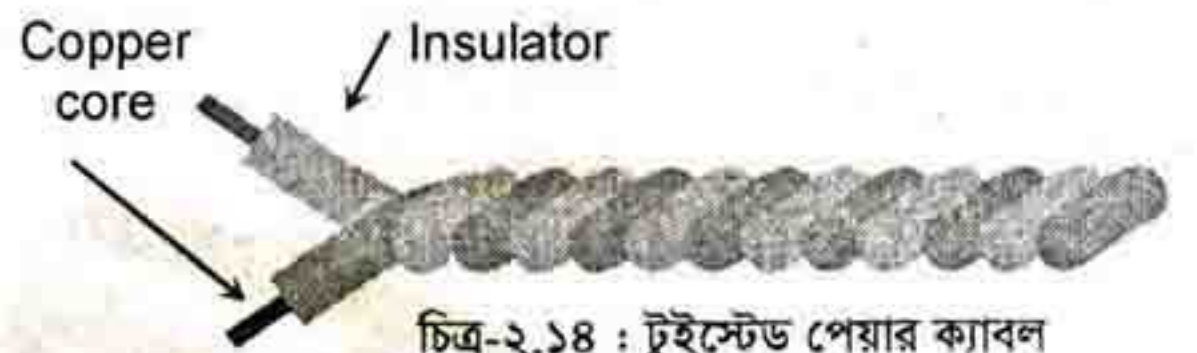 Copper
core
Insulator
চিত্র-২.১৪ : টুইস্টেড পেয়ার ক্যাবল